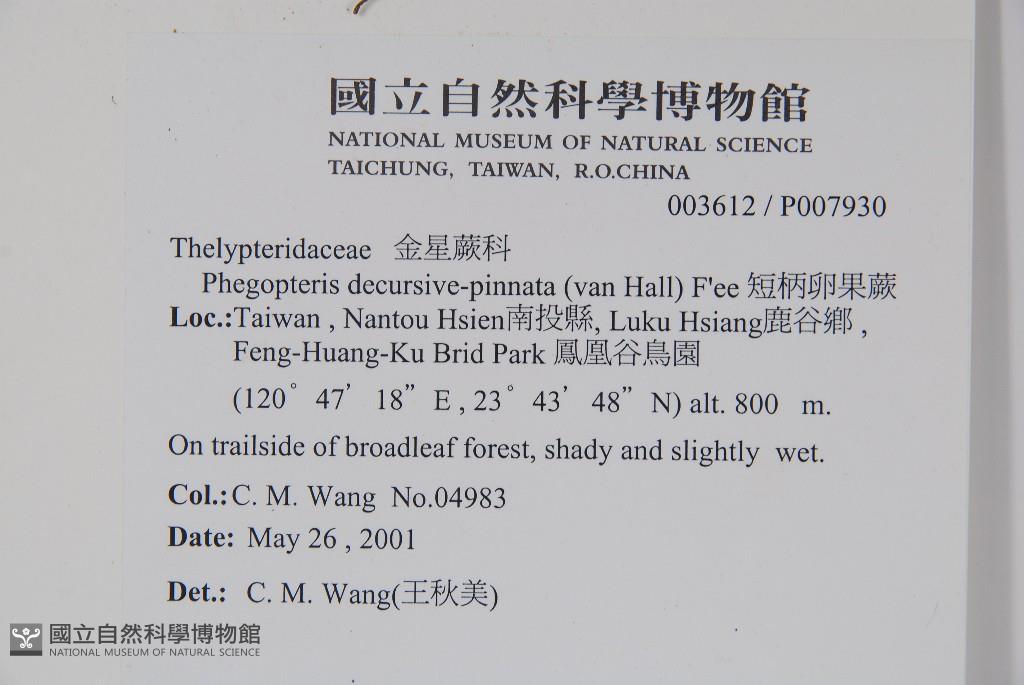 國立自然科學博物館
NATIONAL MUSEUM OF NATURAL SCIENCE
TAICHUNG, TAIWAN, R.O.CHINA
003612 / P007930
Thelypteridaceae 金星蕨科
Phegopteris decursive-pinnata (van Hall) F'ee 短柄卵果蕨
Loc.:Taiwan , Nantou Hsien南投縣, Luku Hsiang鹿谷鄉 ,
Feng-Huang-Ku Brid Park 鳳凰谷鳥園
(120° 47’ 18” E , 23° 43’ 48” N) alt. 800 m.
On trailside of broadleaf forest, shady and slightly wet.
Col.: C. M. Wang No.04983
Date: May 26 , 2001
Det.: C. M. Wang(王秋美)
國立自然科學博物館
NATIONAL MUSEUM OF NATURAL SCIENCE